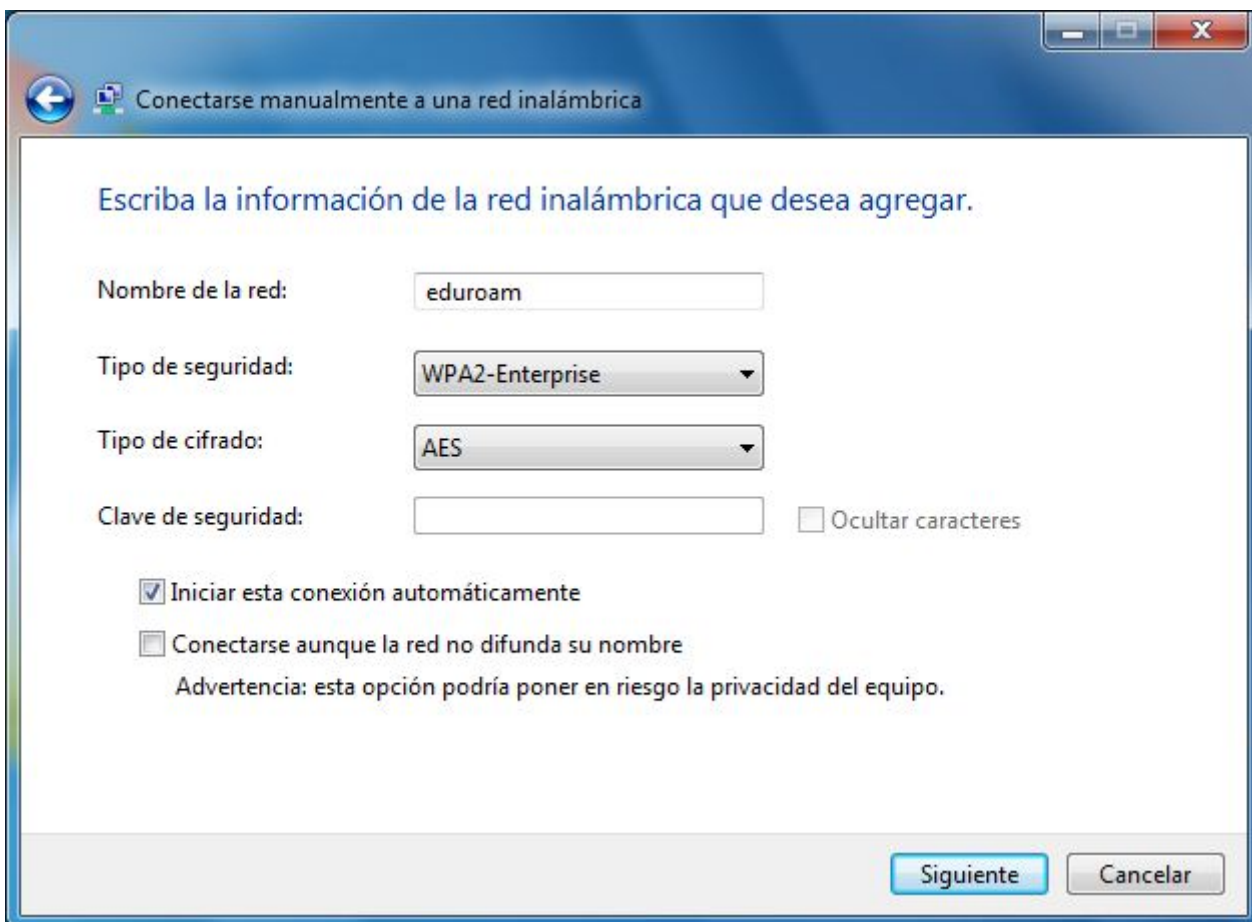 Conectarse manualmente a una red inalámbrica
Escriba la información de la red inalámbrica que desea agregar.
Nombre de la red: eduroam
Tipo de seguridad: WPA2-Enterprise
Tipo de cifrado: AES
Clave de seguridad: Ocultar caracteres
Iniciar esta conexión automáticamente
Conectarse aunque la red no difunda su nombre
Advertencia: esta opción podría poner en riesgo la privacidad del equipo.
Siguiente Cancelar